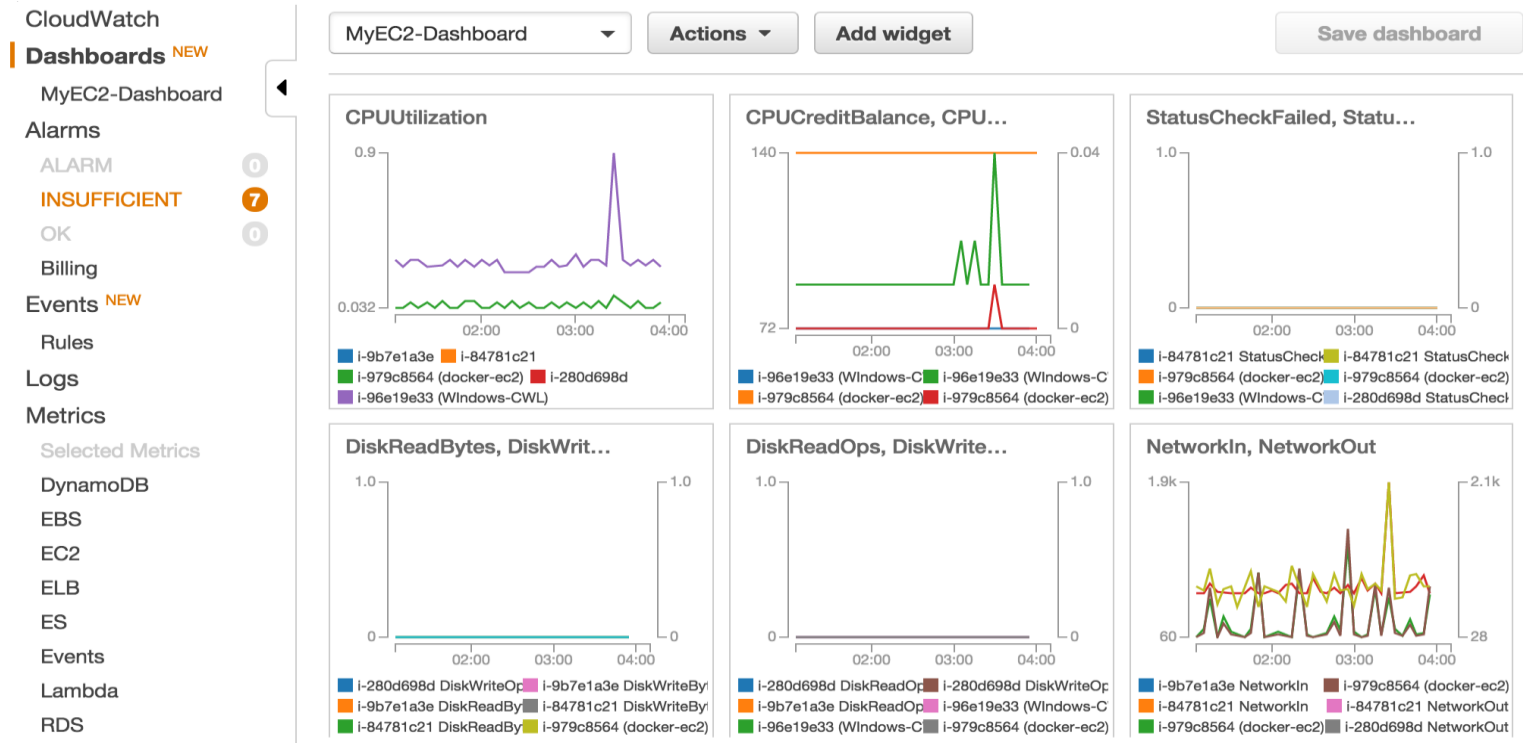 CloudWatch
Dashboards NEW
MyEC2-Dashboard
Alarms
ALARM 0
INSUFFICIENT 7
OK 0
Billing
Events NEW
Rules
Logs
Metrics
Selected Metrics
DynamoDB
EBS
EC2
ELB
ES
Events
Lambda
RDS
MyEC2-Dashboard Actions Add widget Save dashboard
CPUUtilization
0.9
0.032
02:00 03:00 04:00
i-9b7e1a3e i-84781c21
i-979c8564 (docker-ec2) i-280d698d
i-96e19e33 (WIndows-CWL)
CPUCreditBalance, CPU...
140 0.04
72 0
02:00 03:00 04:00
i-96e19e33 (WIndows-C i-96e19e33 (WIndows-C
i-979c8564 (docker-ec2) i-979c8564 (docker-ec2)
StatusCheckFailed, Statu...
1.0 1.0
0 0
02:00 03:00 04:00
i-84781c21 StatusCheck i-84781c21 StatusCheck
i-979c8564 (docker-ec2) i-979c8564 (docker-ec2)
i-96e19e33 (WIndows-C i-280d698d StatusCheck
DiskReadBytes, DiskWrit...
1.0 1.0
0 0
02:00 03:00 04:00
i-280d698d DiskWriteOp i-9b7e1a3e DiskWriteByt
i-9b7e1a3e DiskReadBy i-84781c21 DiskWriteByt
i-84781c21 DiskReadByt i-979c8564 (docker-ec2)
DiskReadOps, DiskWrite...
1.0 1.0
0 0
02:00 03:00 04:00
i-280d698d DiskReadOp i-280d698d DiskWriteOp
i-9b7e1a3e DiskReadOp i-96e19e33 (WIndows-C
i-96e19e33 (WIndows-C i-979c8564 (docker-ec2)
NetworkIn, NetworkOut
1.9k 2.1k
60 28
02:00 03:00 04:00
i-9b7e1a3e NetworkIn i-979c8564 (docker-ec2)
i-84781c21 NetworkIn i-84781c21 NetworkOut
i-979c8564 (docker-ec2) i-280d698d NetworkOut